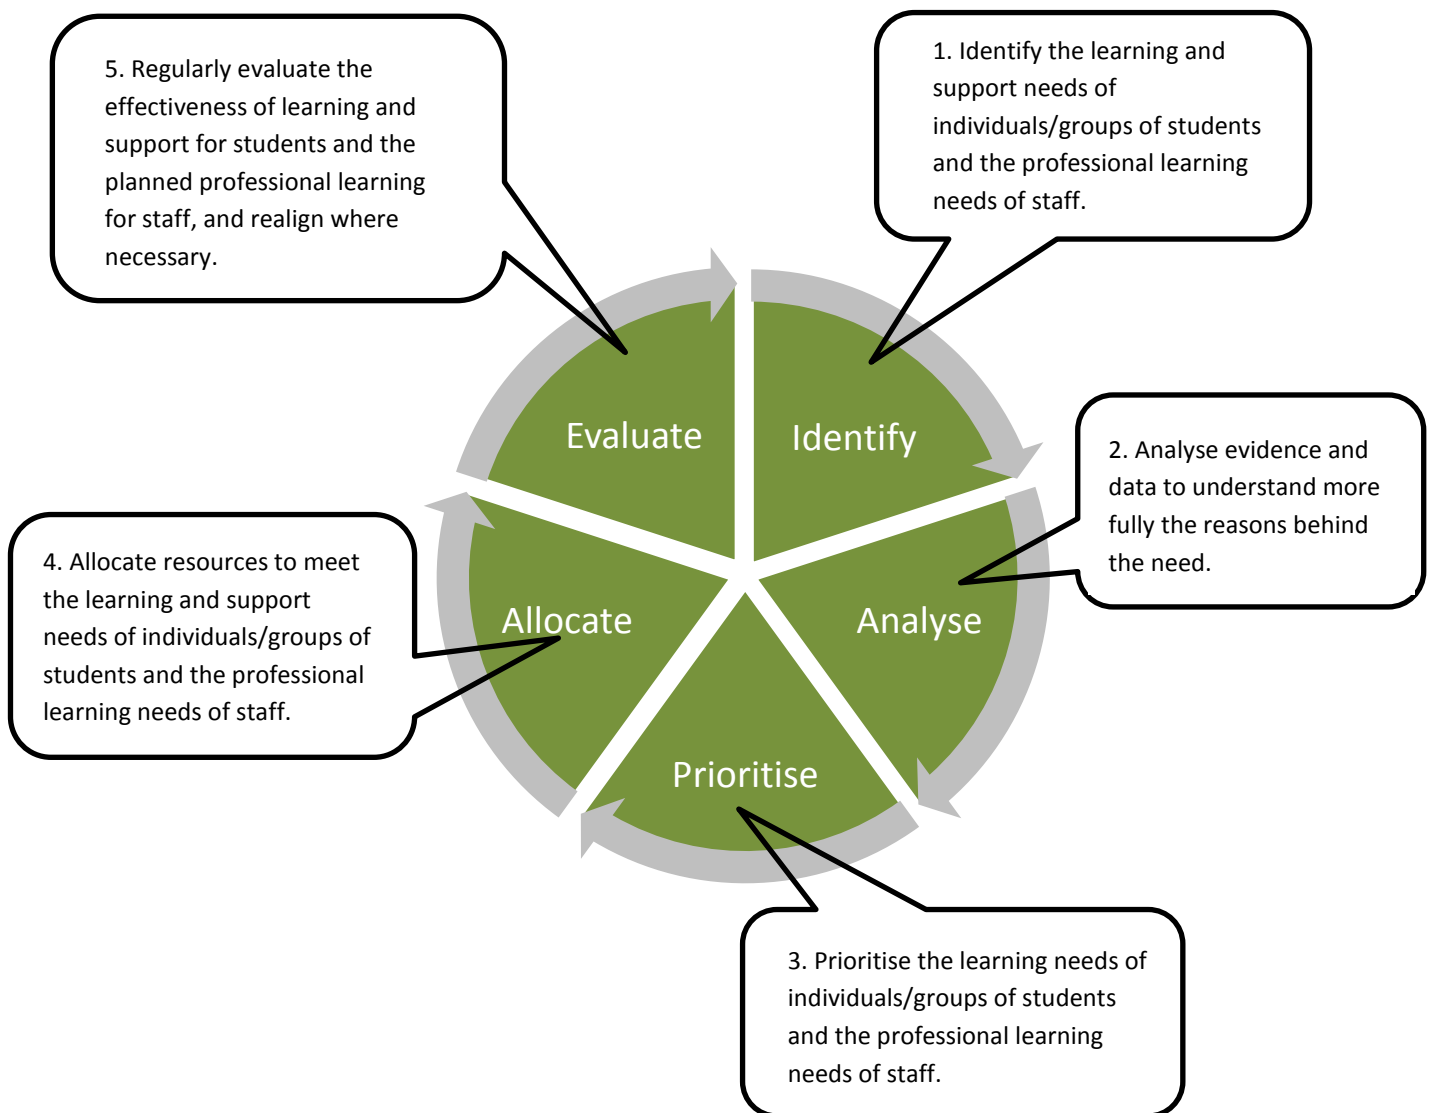 1. Identify the learning and
support needs of
individuals/groups of students
and the professional learning
needs of staff.
2. Analyse evidence and
data to understand more
fully the reasons behind
the need.
3. Prioritise the learning needs of
individuals/groups of students
and the professional learning
needs of staff.
4. Allocate resources to meet
the learning and support
needs of individuals/groups of
students and the professional
learning needs of staff.
5. Regularly evaluate the
effectiveness of learning and
support for students and the
planned professional learning
for staff, and realign where
necessary.
Identify
Analyse
Prioritise
Allocate
Evaluate